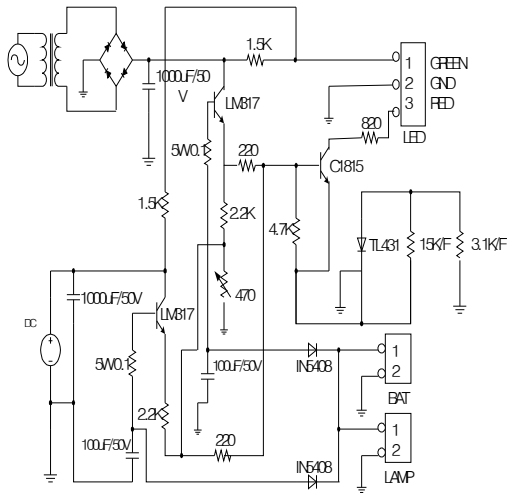 1.5K
1000uF/50
V
1 GREEN
2 GND
3 RED
LED
LM317
820
5W0.1
220
C1815
1.5K
2.2K
4.7K
TL431
15K/F
3.1K/F
470
1000uF/50V
LM317
DC
5W0.1
100uF/50V
IN5408
1
2
BAT
2.2K
220
100uF/50V
IN5408
1
2
LAMP